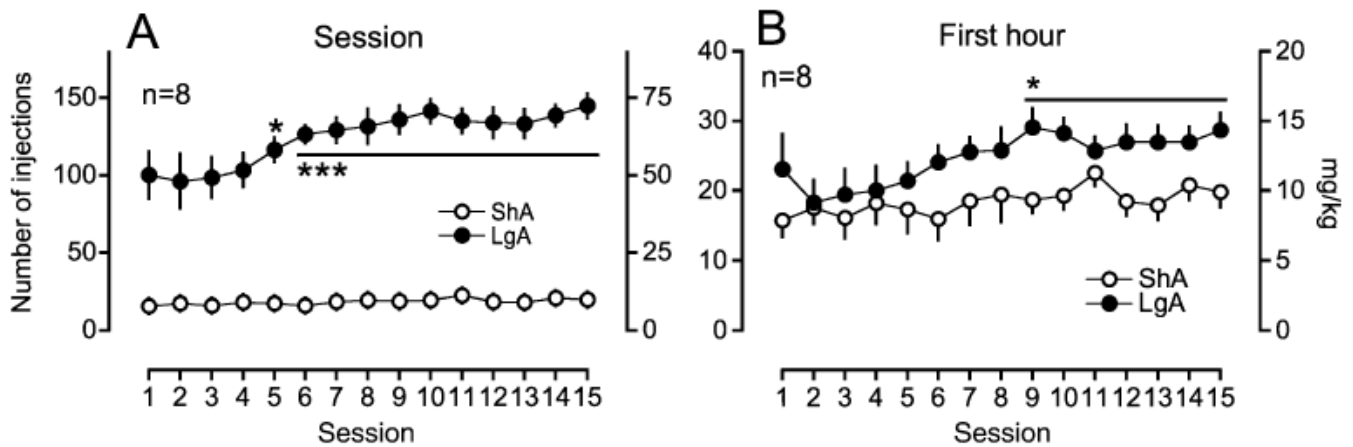 A
Session
Number of injections
150
100
50
0
n=8
*
***
ShA
LgA
75
50
25
0
1 2 3 4 5 6 7 8 9 10 11 12 13 14 15
Session
B
First hour
40
30
20
10
0
n=8
*
ShA
LgA
20
15
10
5
0
mg/kg
1 2 3 4 5 6 7 8 9 10 11 12 13 14 15
Session